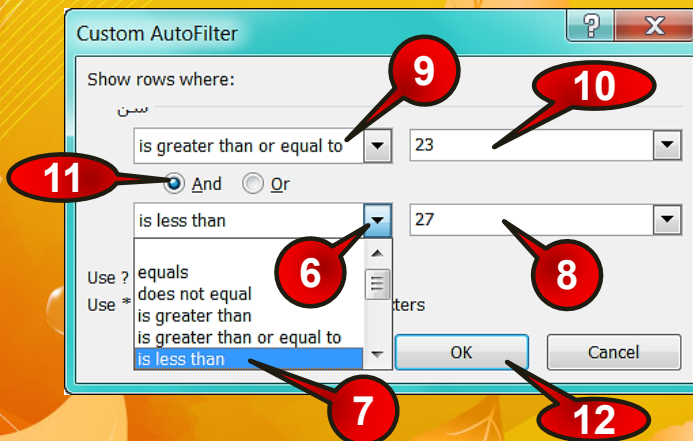 Custom AutoFilter
?
X
Show rows where:
سن
9
10
is greater than or equal to
23
11
And
Or
is less than
27
6
8
Use ?
equals
does not equal
Use *
ters
is greater than
is greater than or equal to
is less than
OK
Cancel
7
12